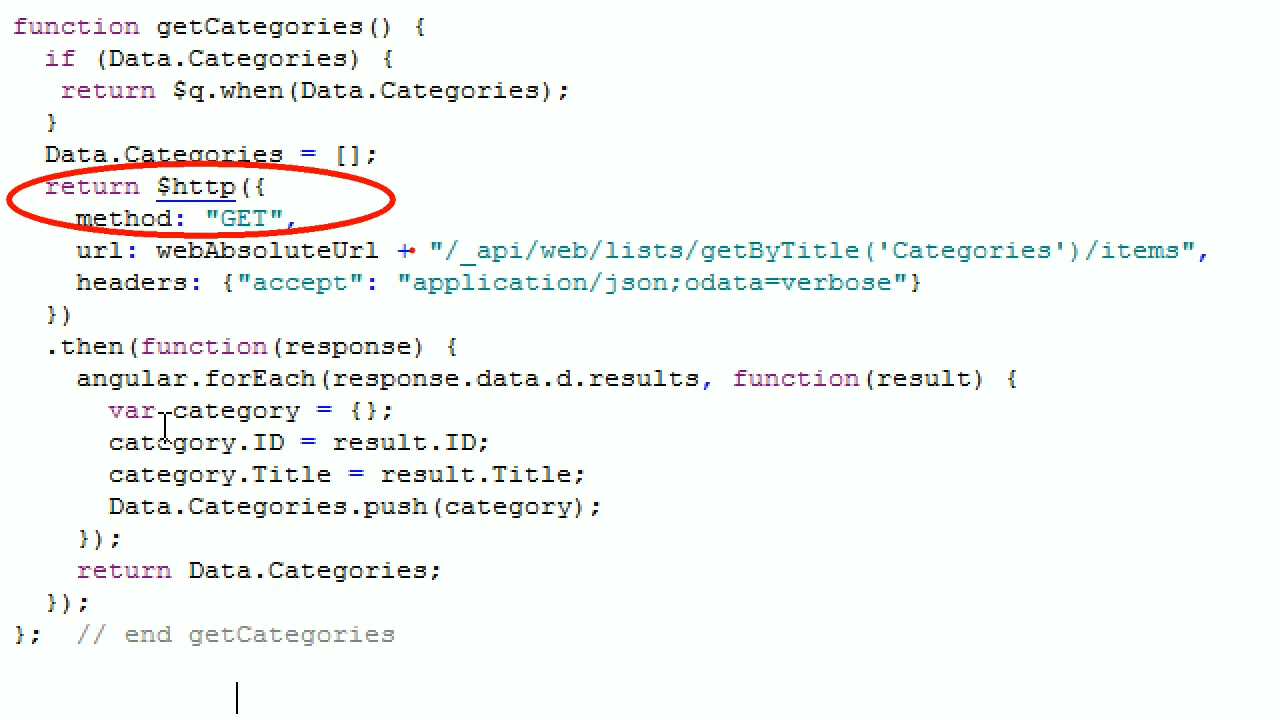 function getCategories() {
  if (Data.Categories) {
   return $q.when(Data.Categories);
  }
  Data.Categories = [];
  return $http({
    method: "GET",
    url: webAbsoluteUrl + "/_api/web/lists/getByTitle('Categories')/items",
    headers: {"accept": "application/json;odata=verbose"}
  })
  .then(function(response) {
    angular.forEach(response.data.d.results, function(result) {
      var category = {};
      category.ID = result.ID;
      category.Title = result.Title;
      Data.Categories.push(category);
    });
    return Data.Categories;
  });
};  // end getCategories